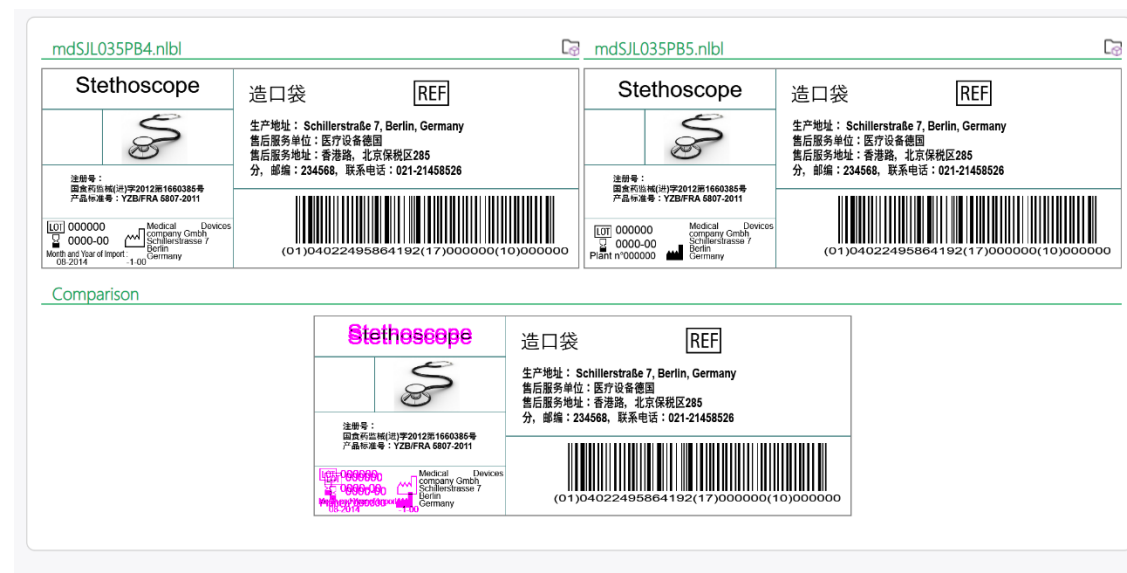 mdSJL035PB4.nlbl
Stethoscope
造口袋
REF
生产地址： Schillerstraße 7, Berlin, Germany
售后服务单位：医疗设备德国
售后服务地址：香港路， 北京保税区285
分， 邮编：234568， 联系电话：021-21458526
注册号：
国食药监械(进)字2012第1660385号
产品标准号：YZB/FRA 5807-2011
LOT 000000
0000-00
Month and Year of Import :
08-2014 -1-00
Medical Devices
company Gmbh
Schillerstrasse 7
Berlin
Germany
(01)04022495864192(17)000000(10)000000
mdSJL035PB5.nlbl
Stethoscope
造口袋
REF
生产地址： Schillerstraße 7, Berlin, Germany
售后服务单位：医疗设备德国
售后服务地址：香港路， 北京保税区285
分， 邮编：234568， 联系电话：021-21458526
注册号：
国食药监械(进)字2012第1660385号
产品标准号：YZB/FRA 5807-2011
LOT 000000
0000-00
Plant n°000000
Medical Devices
company Gmbh
Schillerstrasse 7
Berlin
Germany
(01)04022495864192(17)000000(10)000000
Comparison
Stethoscope
造口袋
REF
生产地址： Schillerstraße 7, Berlin, Germany
售后服务单位：医疗设备德国
售后服务地址：香港路， 北京保税区285
分， 邮编：234568， 联系电话：021-21458526
注册号：
国食药监械(进)字2012第1660385号
产品标准号：YZB/FRA 5807-2011
LOT 000000
0000-00
08-2014 -1-00
Medical Devices
company Gmbh
Schillerstrasse 7
Berlin
Germany
(01)04022495864192(17)000000(10)000000